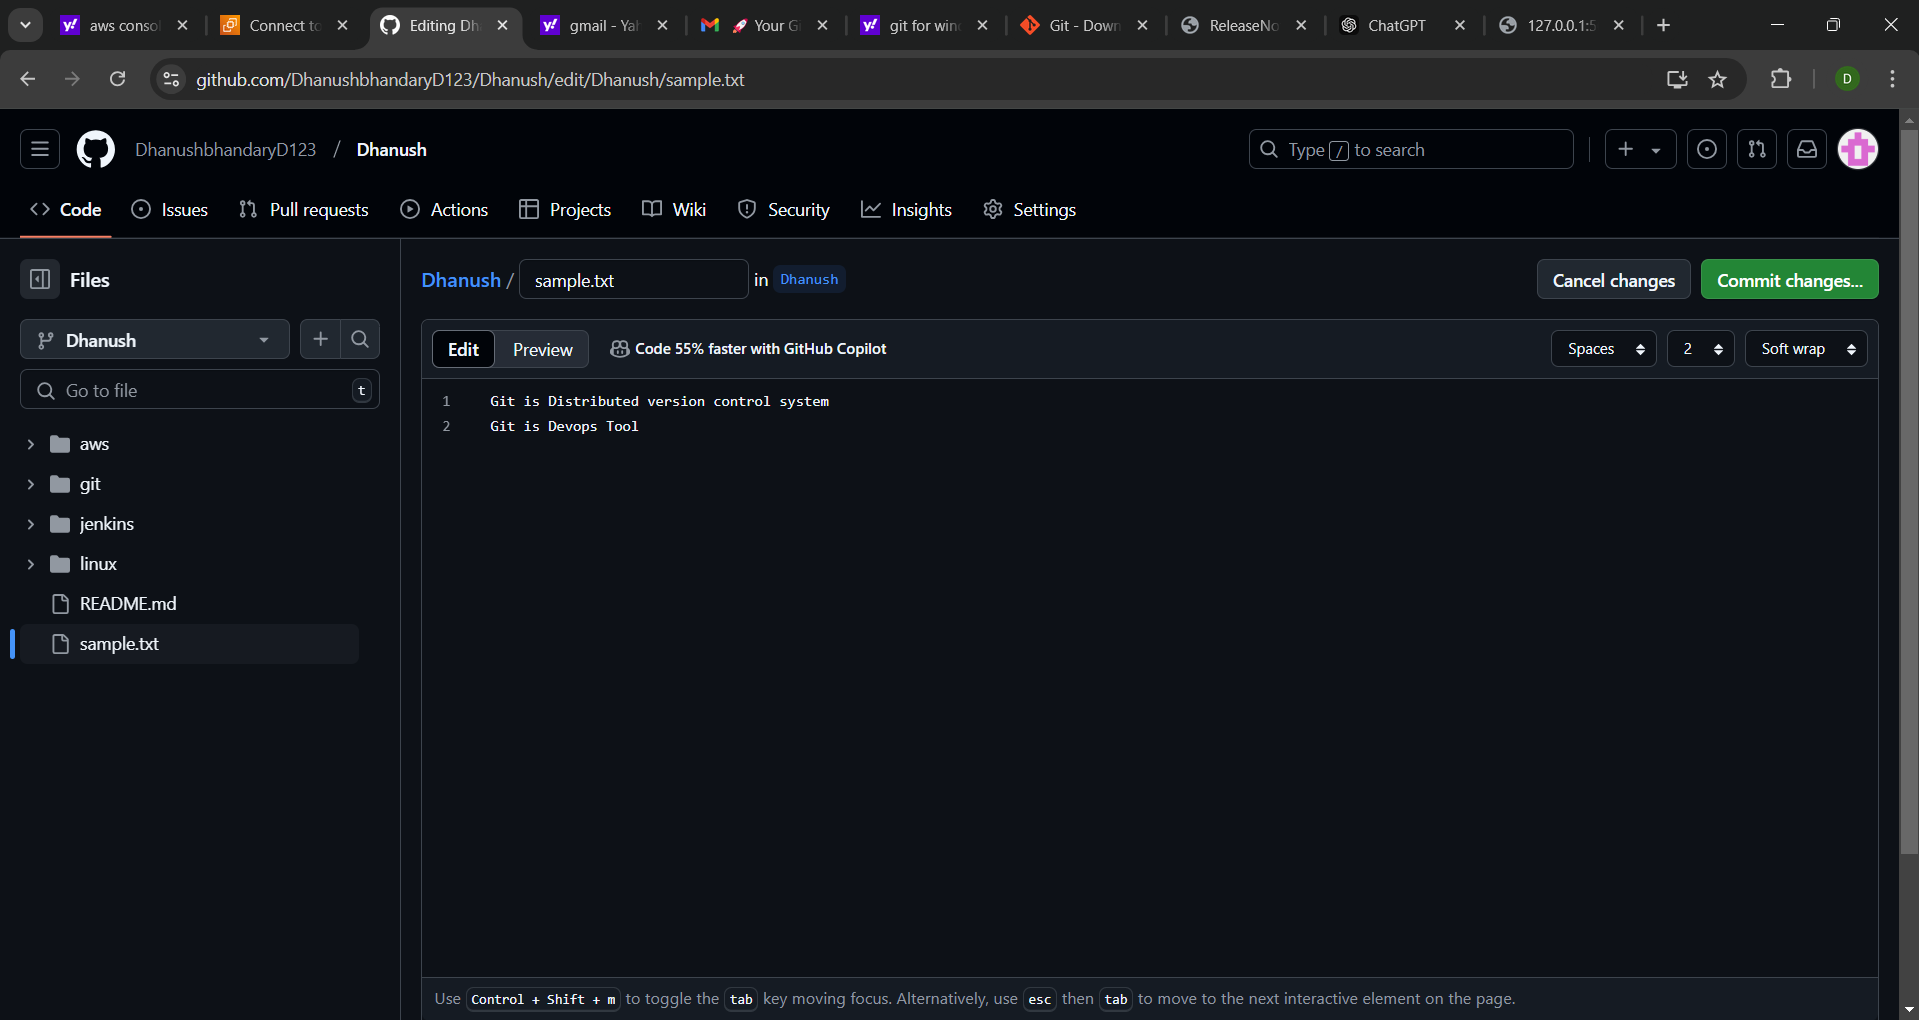 aws conso
Connect to
Editing Dh
gmail - Yah
Your Gi
git for win
Git - Down
ReleaseNo
ChatGPT
127.0.0.1:5
github.com/DhanushbhandaryD123/Dhanush/edit/Dhanush/sample.txt
D
DhanushbhandaryD123 / Dhanush
Type / to search
Code
Issues
Pull requests
Actions
Projects
Wiki
Security
Insights
Settings
Files
Dhanush / sample.txt in Dhanush
Cancel changes
Commit changes...
Dhanush
Edit
Preview
Code 55% faster with GitHub Copilot
Spaces
2
Soft wrap
Go to file
t
1 Git is Distributed version control system
2 Git is Devops Tool
aws
git
jenkins
linux
README.md
sample.txt
Use Control + Shift + m to toggle the tab key moving focus. Alternatively, use esc then tab to move to the next interactive element on the page.